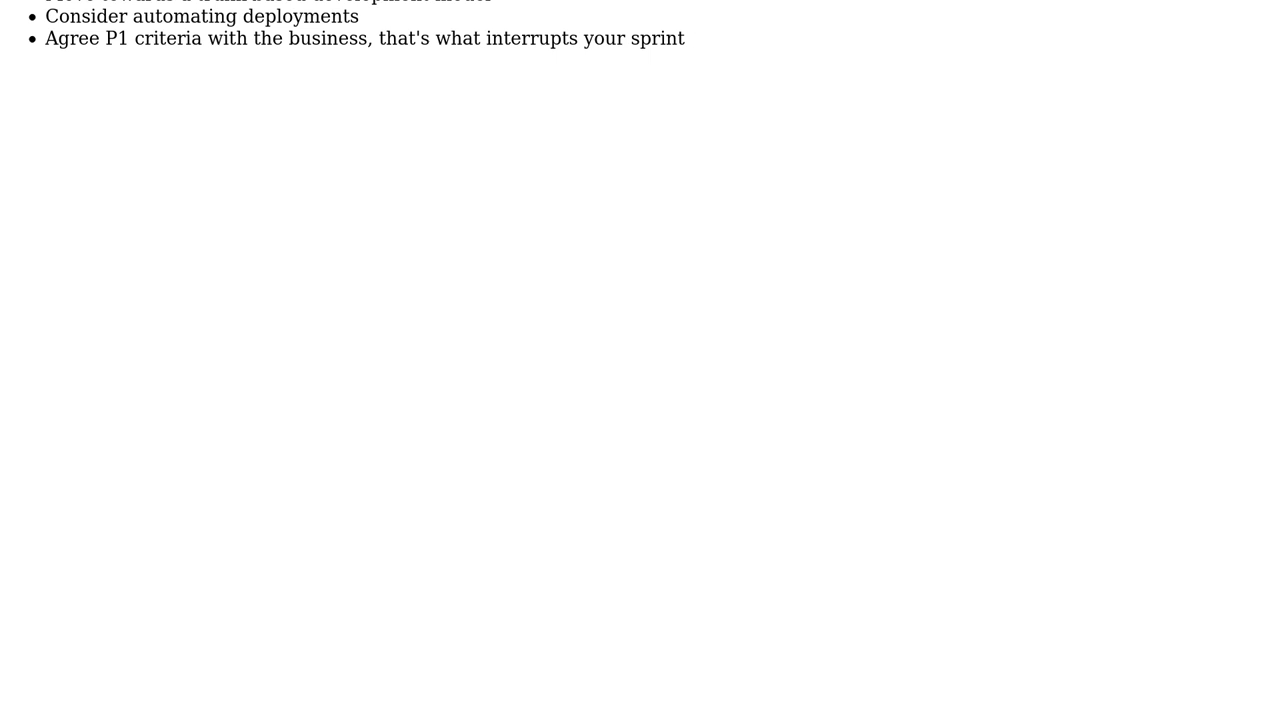 Consider automating deployments
Agree P1 criteria with the business, that's what interrupts your sprint